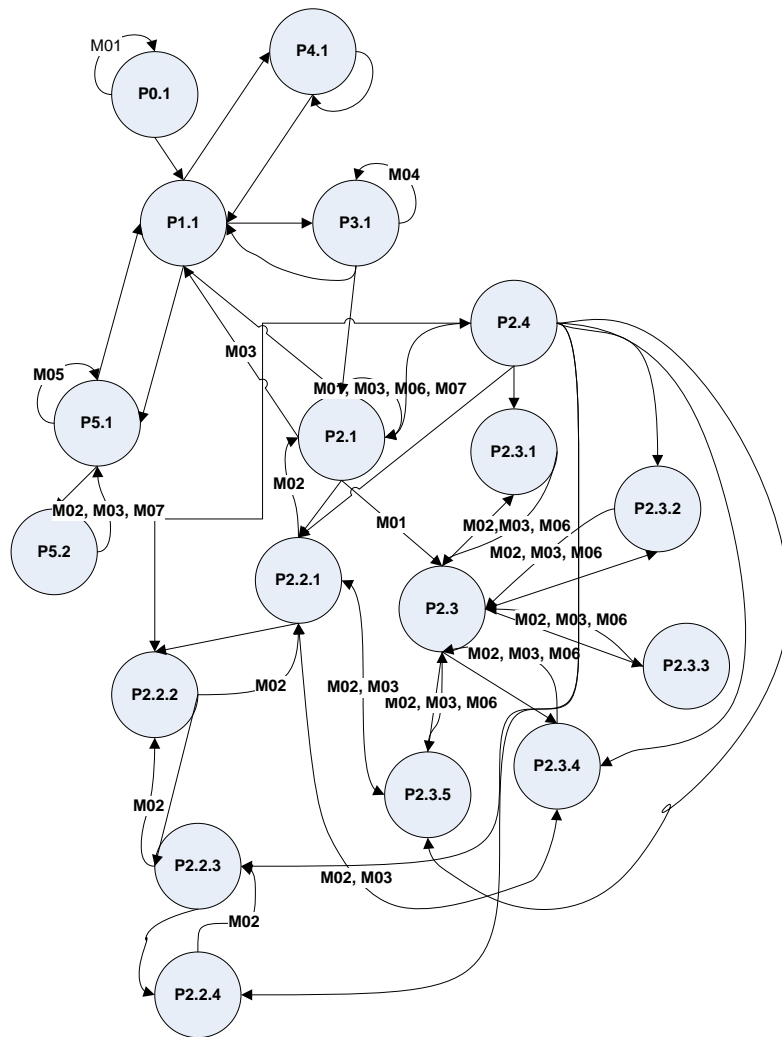 M01
P4.1
P0.1
M04
P1.1
P3.1
P2.4
M03
M05
M01, M03, M06, M07
P5.1
P2.1
P2.3.1
M02
M02, M03, M07
M01
M02,M03, M06
P2.3.2
P5.2
M02, M03, M06
P2.2.1
P2.3
M02, M03, M06
M02, M03, M06
P2.3.3
P2.2.2
M02
M02, M03
M02, M03, M06
P2.3.4
P2.3.5
M02
P2.2.3
M02, M03
M02
P2.2.4